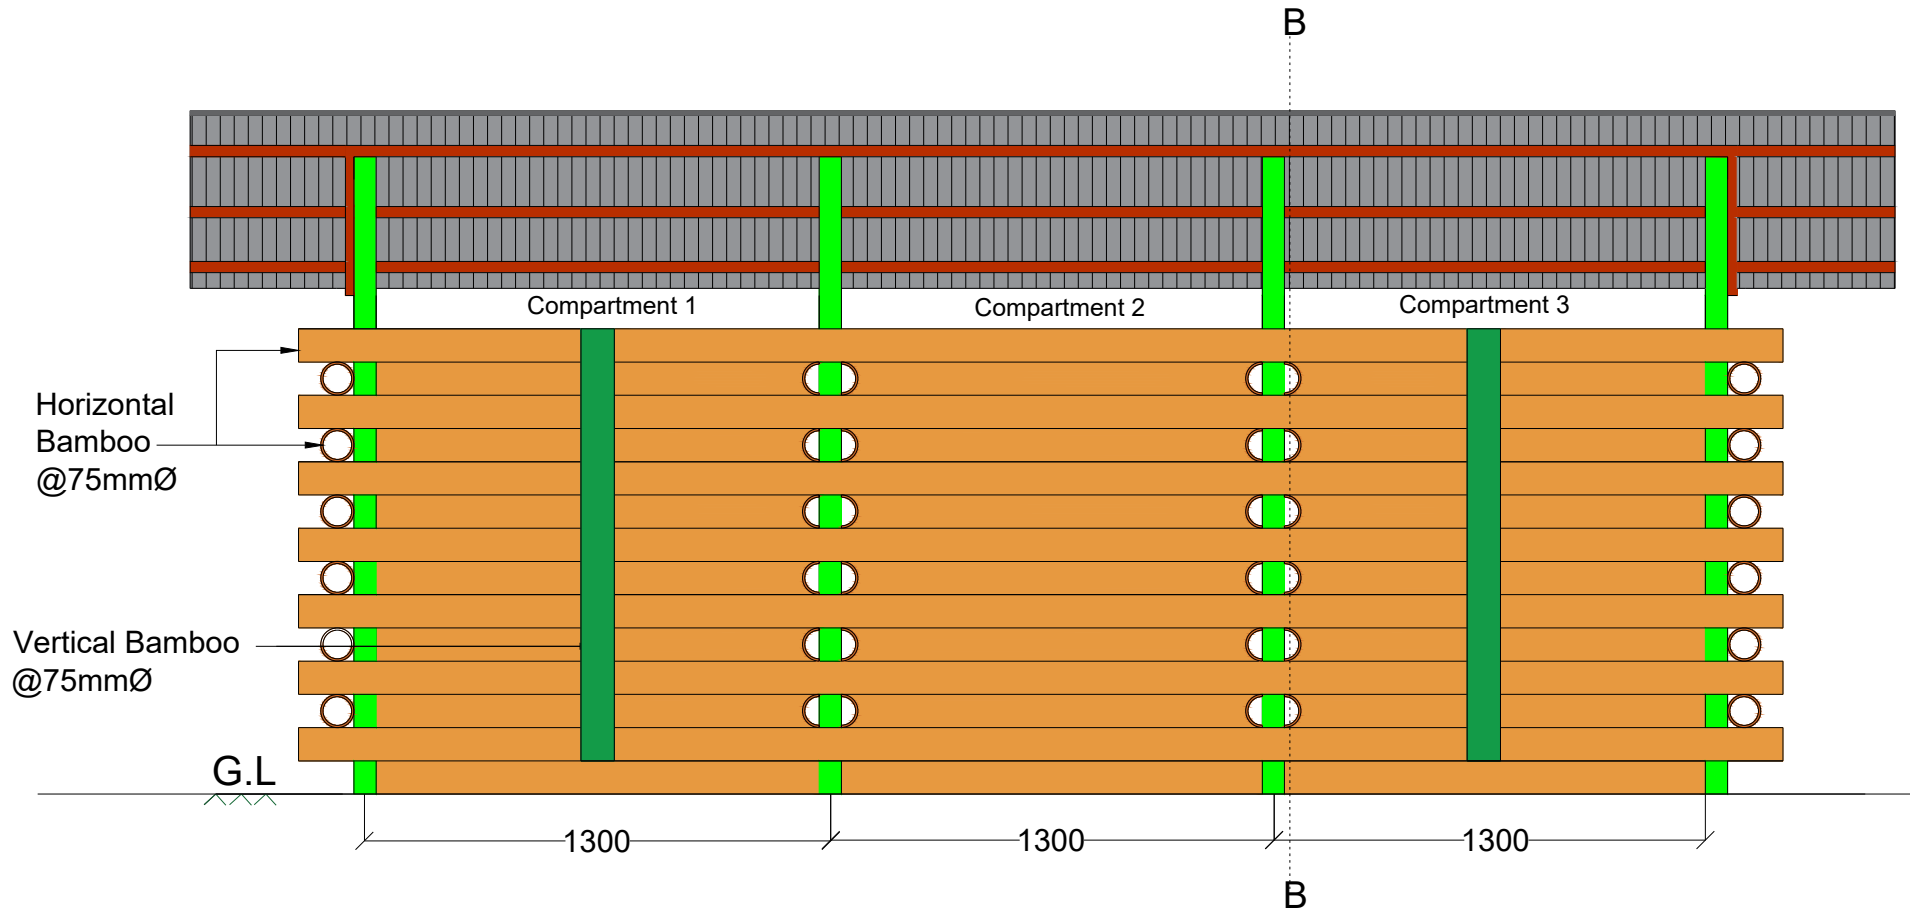 B
Compartment 1
Compartment 2
Compartment 3
Horizontal
Bamboo
@75mmØ
Vertical Bamboo
@75mmØ
G.L
1300
1300
1300
B